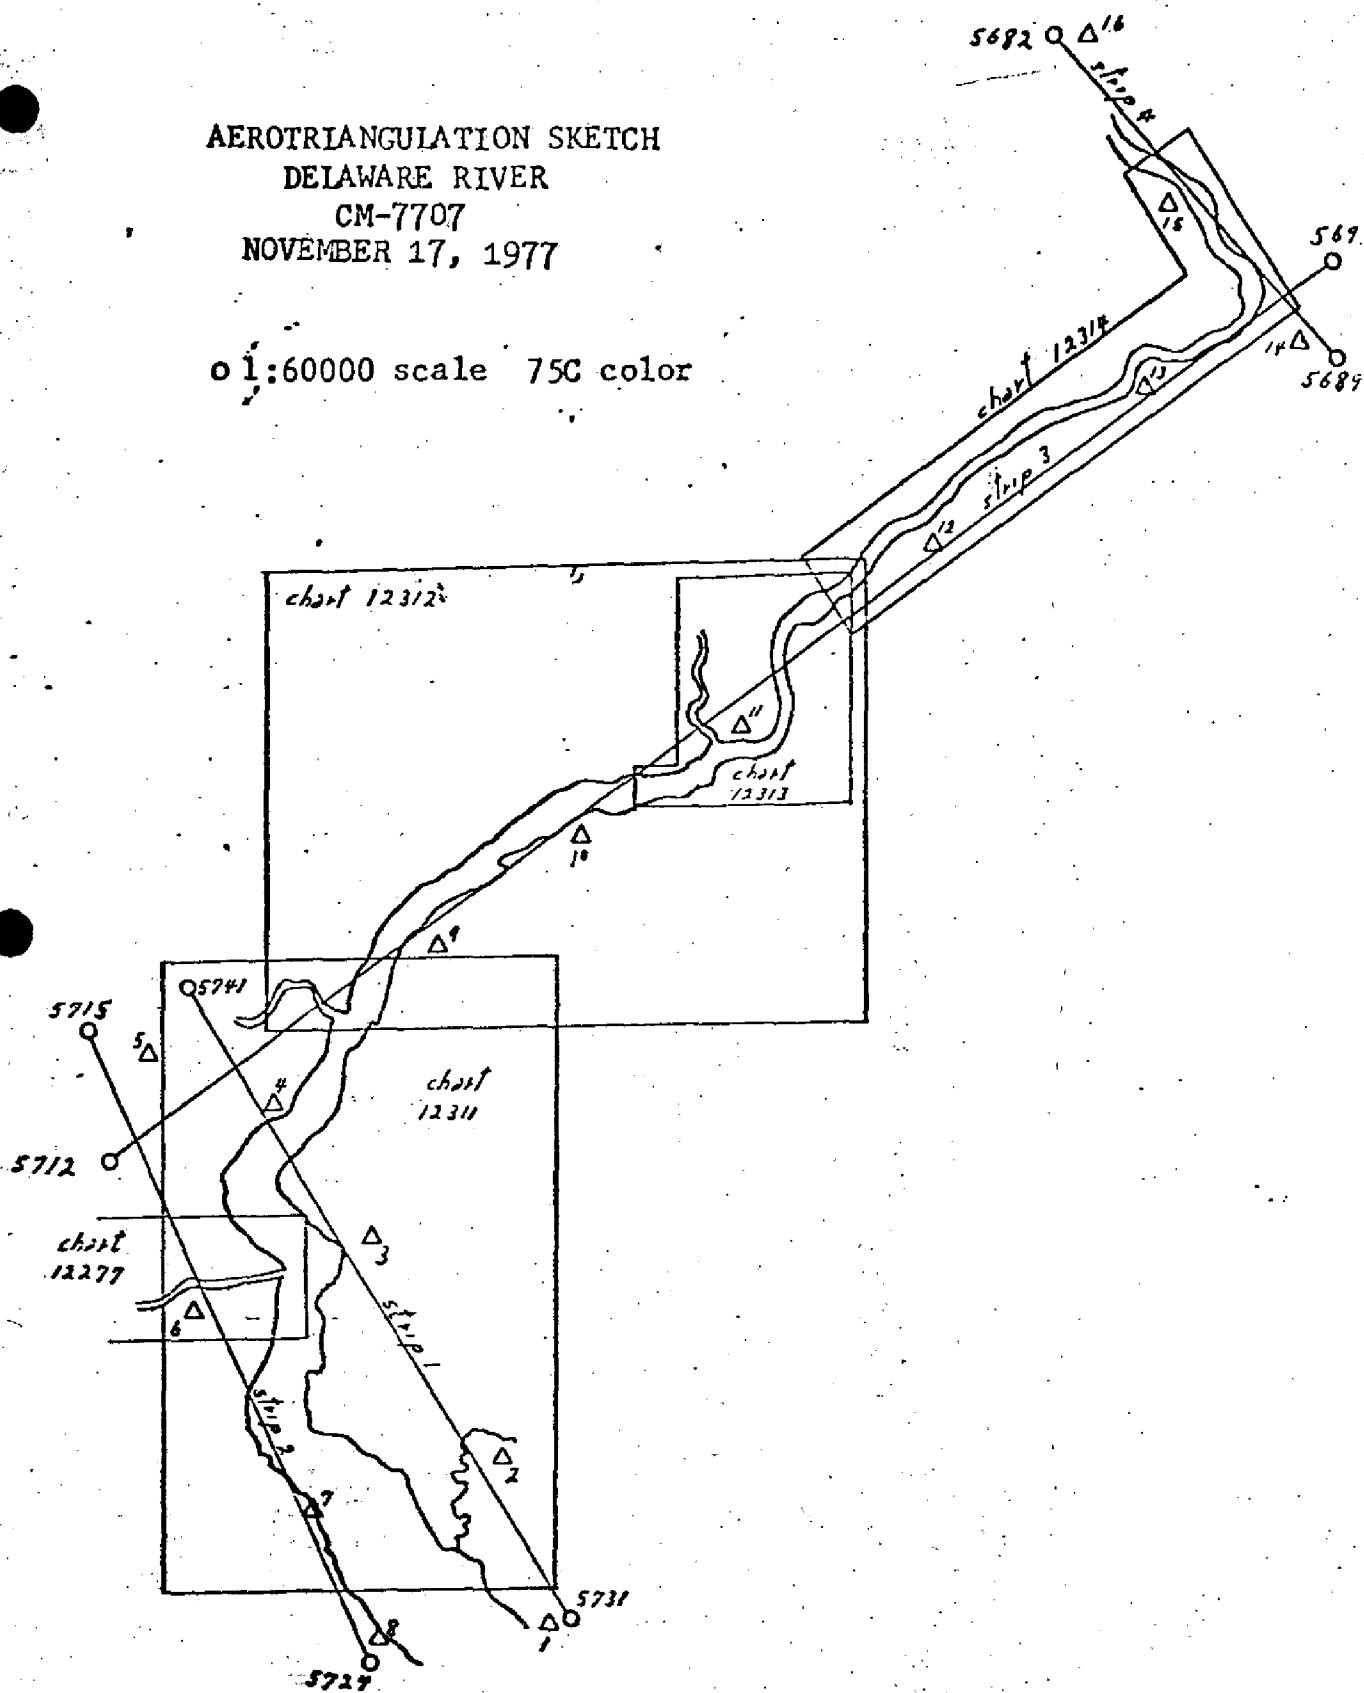 AEROTRIANGULATION SKETCH
DELAWARE RIVER
CM-7707
NOVEMBER 17, 1977
o 1:60000 scale 75C color
5682
16
strip 4
15
569
14
5689
chart 12314
13
strip 3
12
chart 12312
11
chart
12313
10
9
5741
5715
5
4
chart
12311
5712
chart
12277
3
6
strip 1
strip 2
2
7
5731
1
8
5724